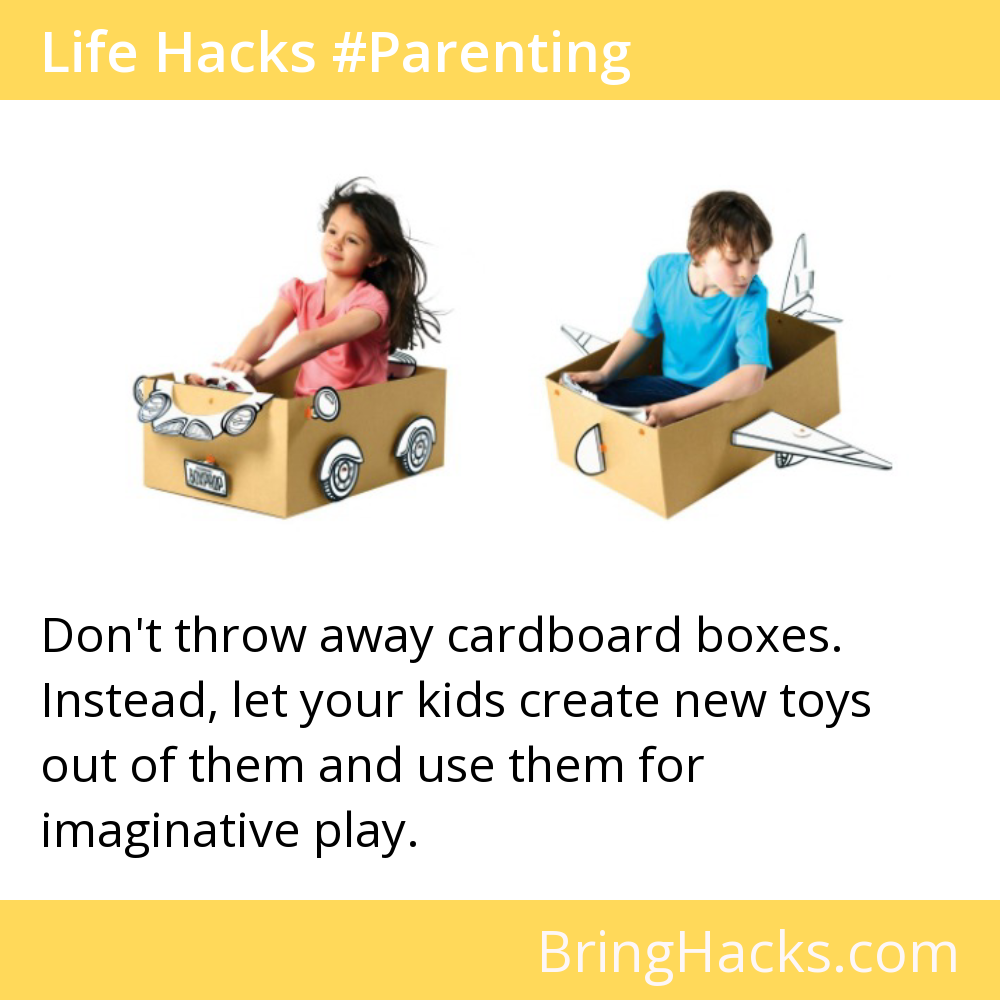 Life Hacks #Parenting
Don't throw away cardboard boxes.
Instead, let your kids create new toys
out of them and use them for
imaginative play.
BringHacks.com